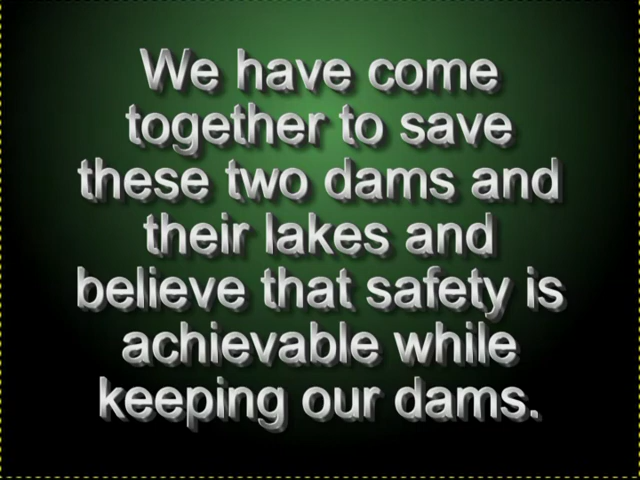 We have come
together to save
these two dams and
their lakes and
believe that safety is
achievable while
keeping our dams.